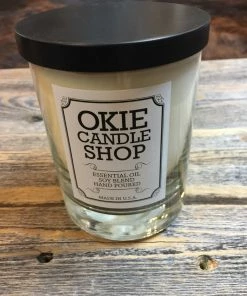 OKIE
CANDLE
SHOP
ESSENTIAL OIL
SOY BLEND
HAND POURED
MADE IN U.S.A.